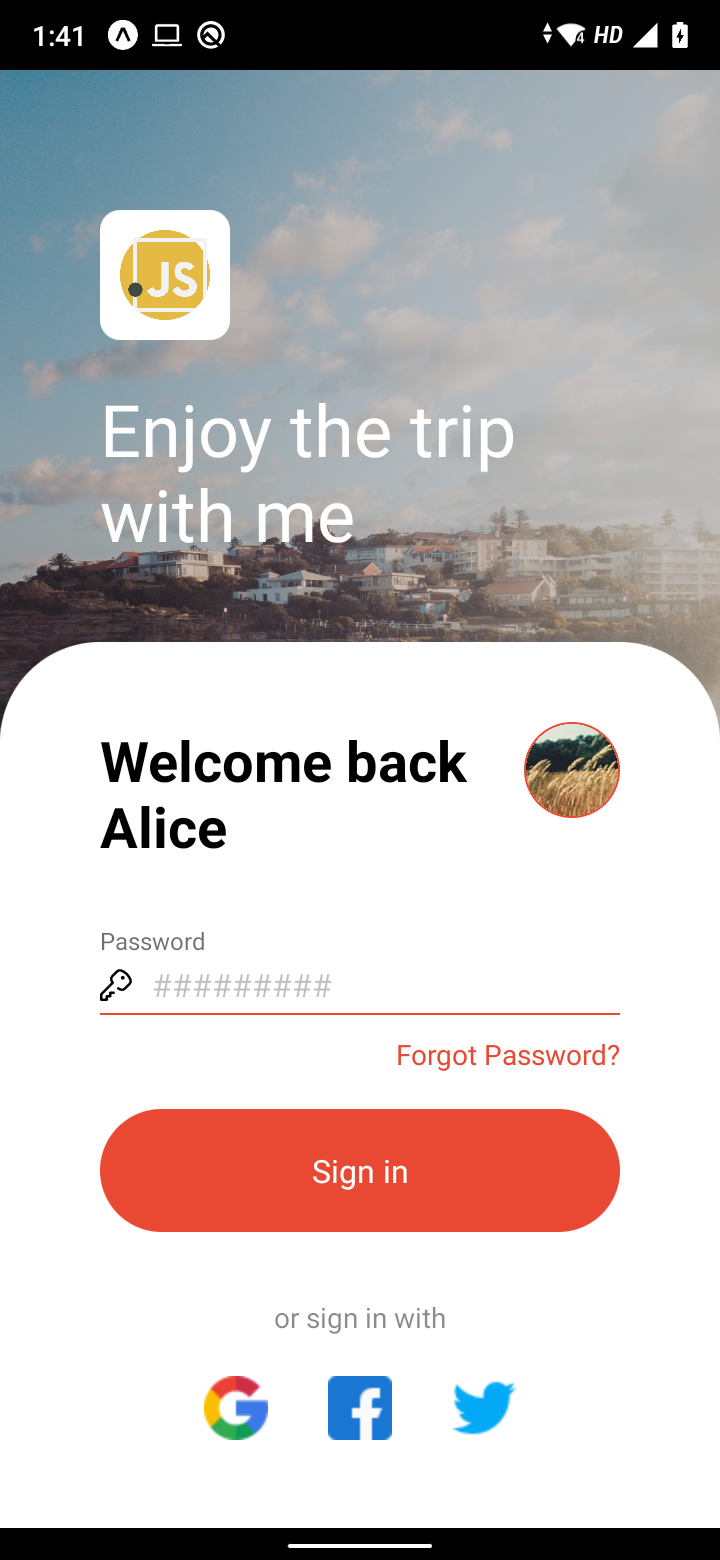 1:41
4 HD
JS
Enjoy the trip
with me
Welcome back
Alice
Password
#########
Forgot Password?
Sign in
or sign in with